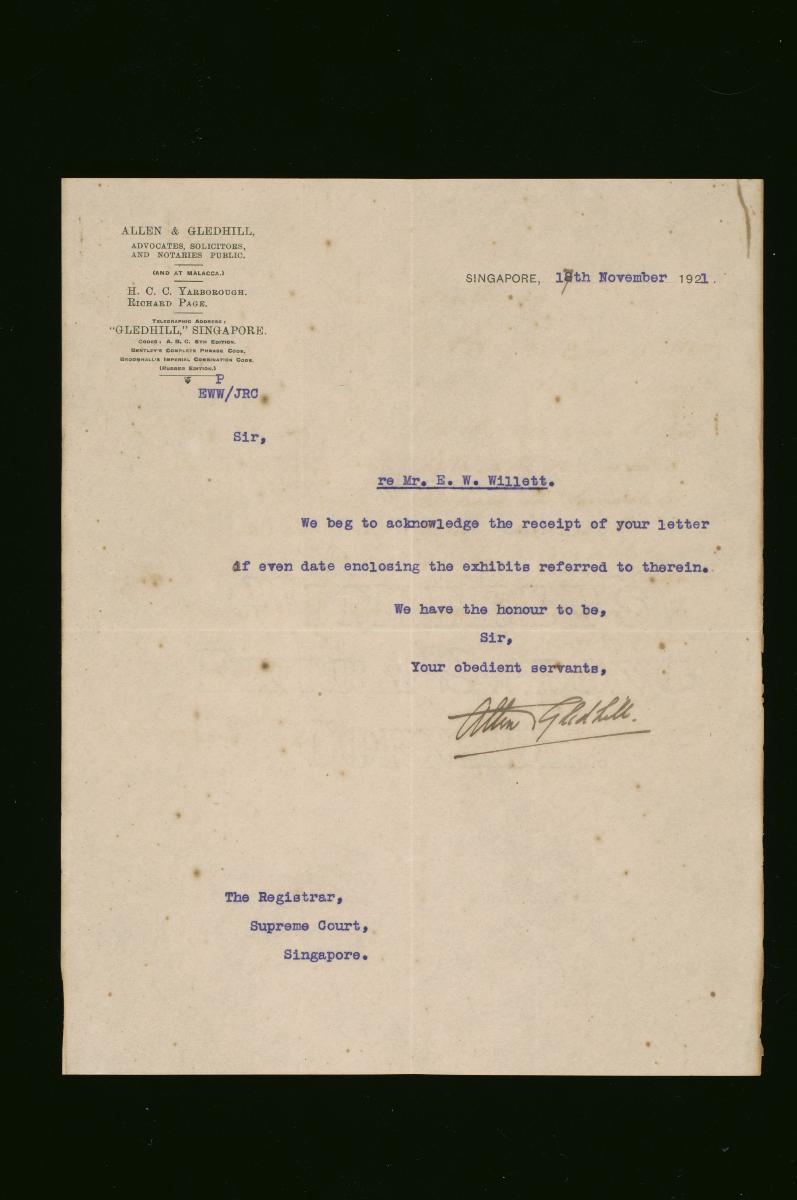 ALLEN & GLEDHILL,
ADVOCATES, SOLICITORS,
AND NOTARIES PUBLIC.
(AND AT MALACCA.)
H. C. C. YARBOROUGH.
RICHARD PAGE.
TELEGRAPHIC ADDRESS:
"GLEDHILL," SINGAPORE.
CODES: A. B. C. 5TH EDITION.
BENTLEY'S COMPLETE PHRASE CODE.
BROOMHALL'S IMPERIAL COMBINATION CODE.
(RUBBER EDITION.)
P
EWW/JRC
SINGAPORE, th November 1921.
Sir,
re Mr. E. W. Willett.
We beg to acknowledge the receipt of your letter
if even date enclosing the exhibits referred to therein.
We have the honour to be,
Sir,
Your obedient servants,
Allen & Gledhill.
The Registrar,
Supreme Court,
Singapore.